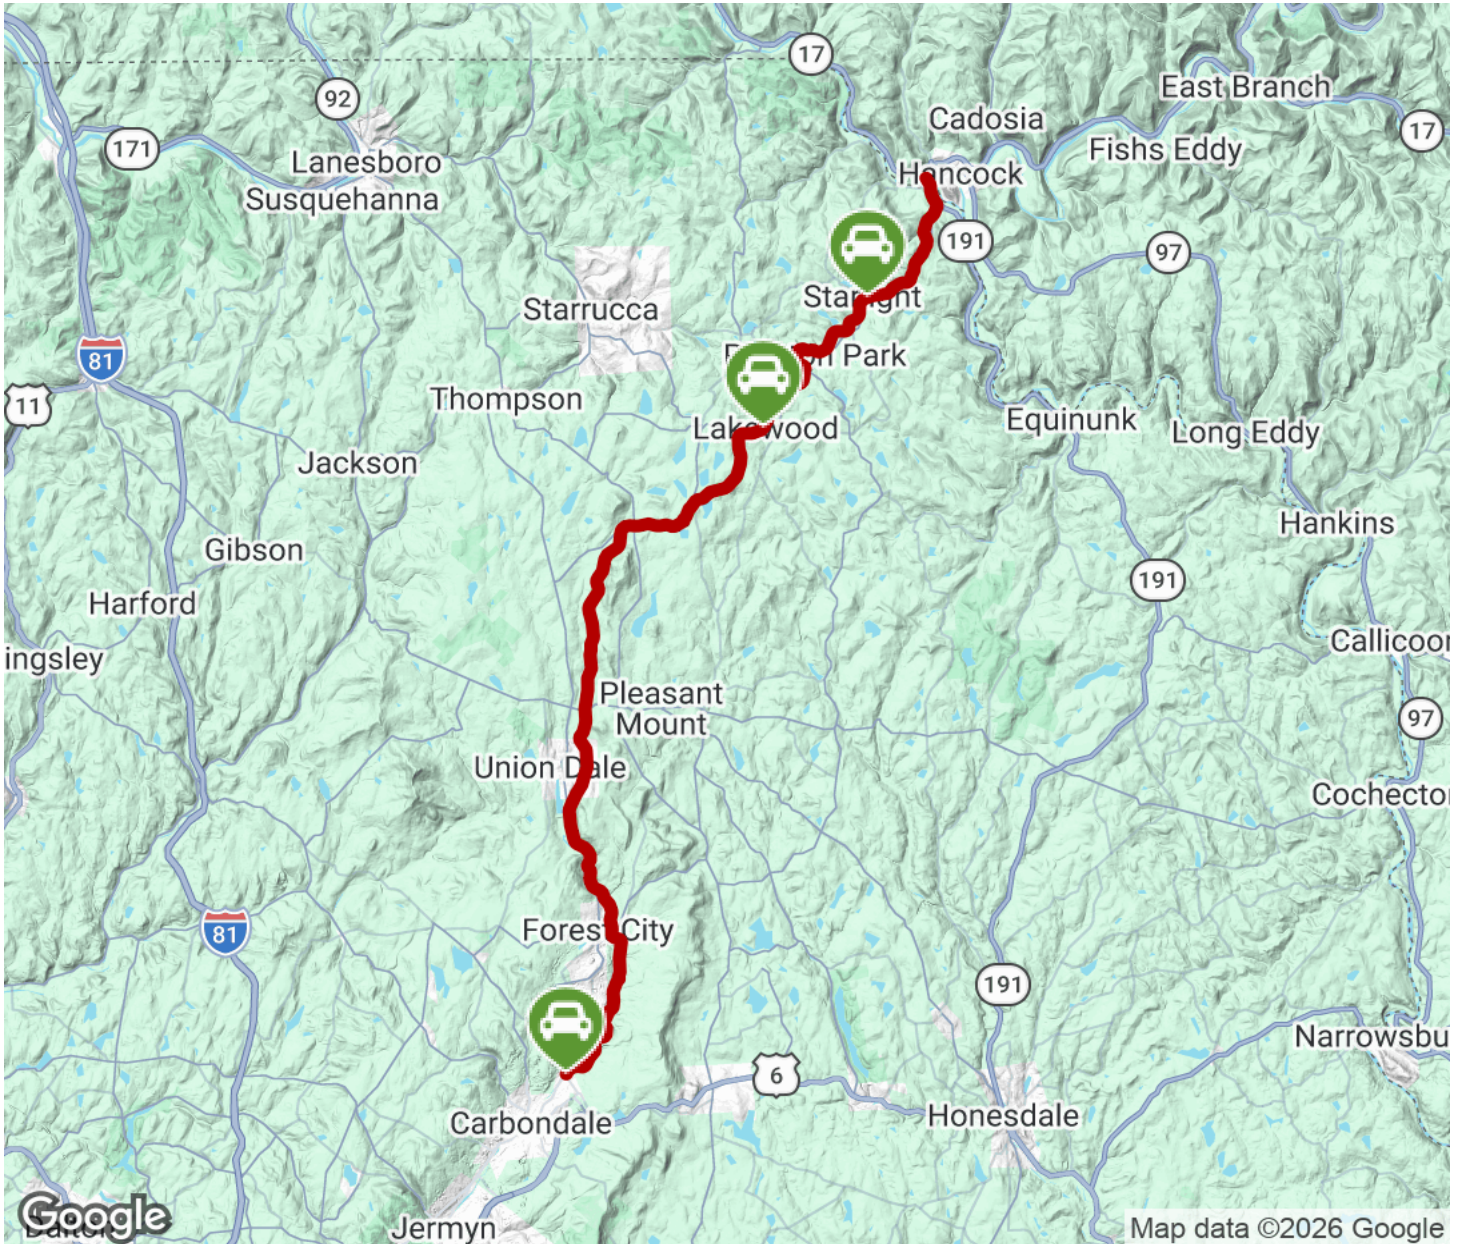 17
East Branch
92
Cadosia
17
171
Fishs Eddy
Lanesboro
Hancock
Susquehanna
191
97
Starrucca
81
Park
11
Thompson
Equinunk
Lakewood
Long Eddy
Jackson
Hankins
Gibson
191
Harford
Callicoon
ingsley
Pleasant
Mount
97
Union Dale
Cochecton
Forest City
81
191
Narrowsbu
6
Carbondale
Honesdale
Google
Jermyn
Map data ©2026 Google